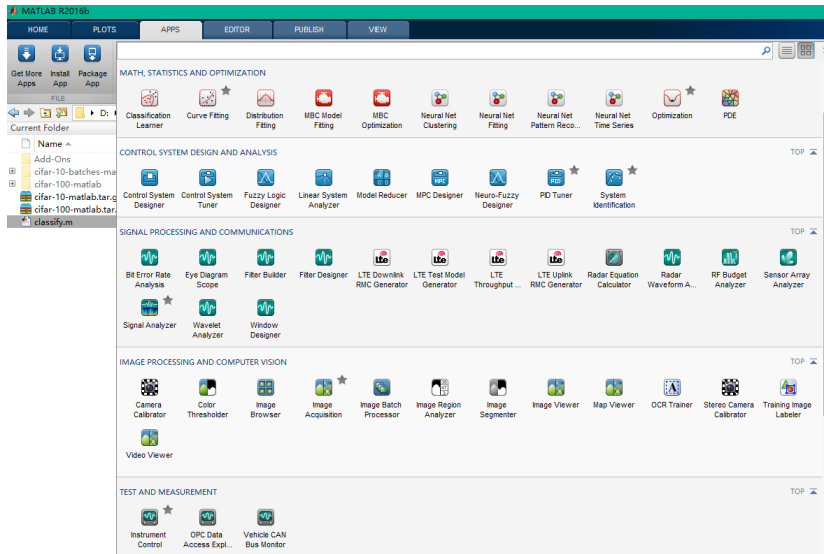 MATLAB R2016b
HOME PLOTS APPS EDITOR PUBLISH VIEW
Get More Apps
Install App
Package App
FILE
D:
Current Folder
Name
Add-Ons
cifar-10-batches-ma
cifar-100-matlab
cifar-10-matlab.tar.g
cifar-100-matlab.tar.
classify.m
MATH, STATISTICS AND OPTIMIZATION
Classification Learner
Curve Fitting
Distribution Fitting
MBC Model Fitting
MBC Optimization
Neural Net Clustering
Neural Net Fitting
Neural Net Pattern Reco...
Neural Net Time Series
Optimization
PDE
CONTROL SYSTEM DESIGN AND ANALYSIS
TOP
Control System Designer
Control System Tuner
Fuzzy Logic Designer
Linear System Analyzer
Model Reducer
MPC Designer
Neuro-Fuzzy Designer
PID Tuner
System Identification
SIGNAL PROCESSING AND COMMUNICATIONS
TOP
Bit Error Rate Analysis
Eye Diagram Scope
Filter Builder
Filter Designer
LTE Downlink RMC Generator
LTE Test Model Generator
LTE Throughput ...
LTE Uplink RMC Generator
Radar Equation Calculator
Radar Waveform A...
RF Budget Analyzer
Sensor Array Analyzer
Signal Analyzer
Wavelet Analyzer
Window Designer
IMAGE PROCESSING AND COMPUTER VISION
TOP
Camera Calibrator
Color Thresholder
Image Browser
Image Acquisition
Image Batch Processor
Image Region Analyzer
Image Segmenter
Image Viewer
Map Viewer
OCR Trainer
Stereo Camera Calibrator
Training Image Labeler
Video Viewer
TEST AND MEASUREMENT
TOP
Instrument Control
OPC Data Access Expl...
Vehicle CAN Bus Monitor